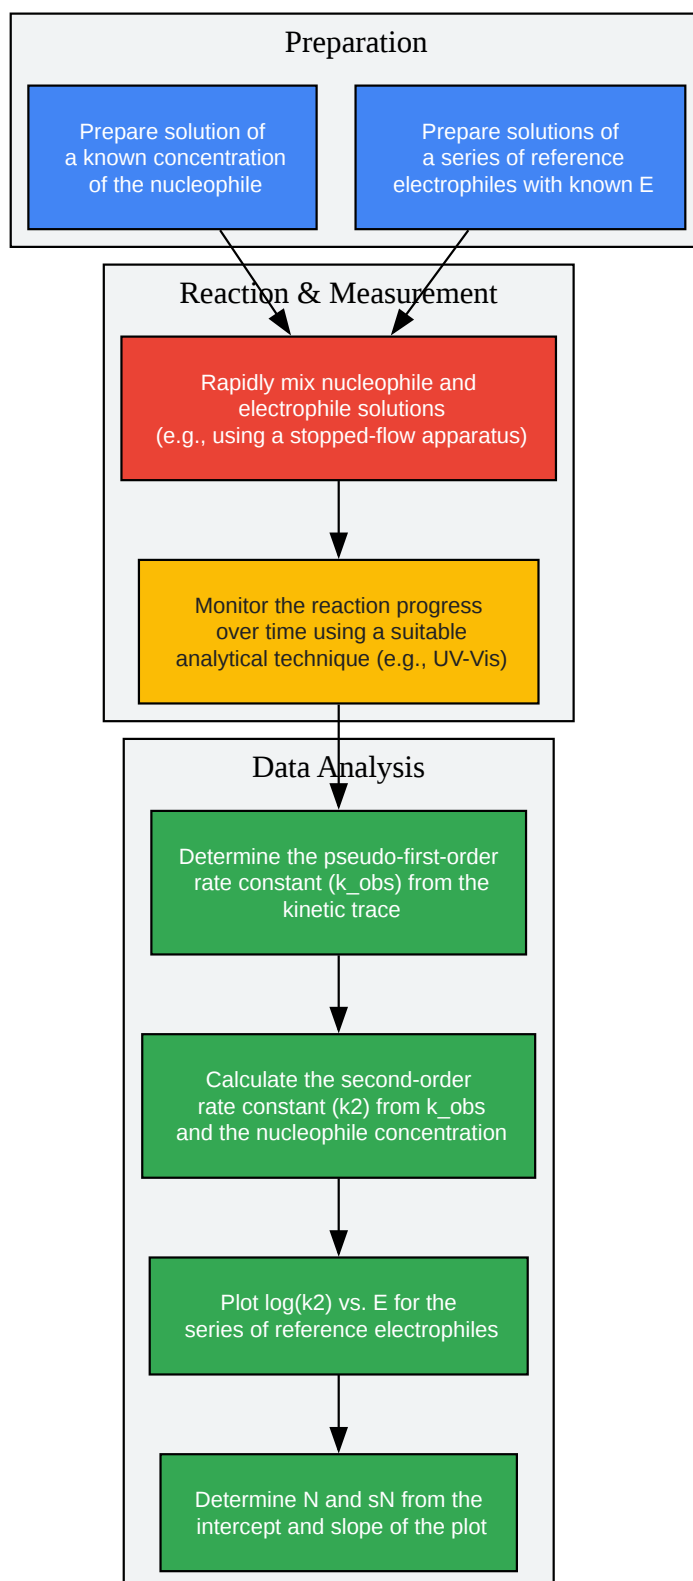 Preparation
Prepare solution of
a known concentration
of the nucleophile
Prepare solutions of
a series of reference
electrophiles with known E
Reaction & Measurement
Rapidly mix nucleophile and
electrophile solutions
(e.g., using a stopped-flow apparatus)
Monitor the reaction progress
over time using a suitable
analytical technique (e.g., UV-Vis)
Data Analysis
Determine the pseudo-first-order
rate constant (k_obs) from the
kinetic trace
Calculate the second-order
rate constant (k2) from k_obs
and the nucleophile concentration
Plot log(k2) vs. E for the
series of reference electrophiles
Determine N and sN from the
intercept and slope of the plot